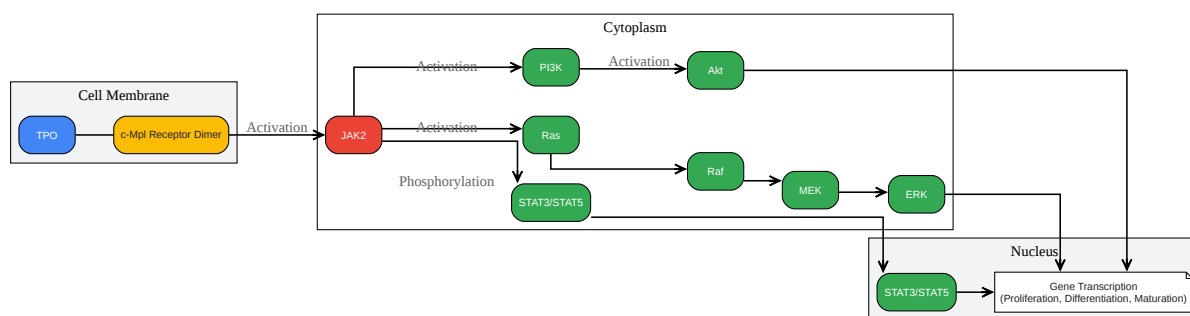 Cytoplasm
Activation
PI3K
Activation
Akt
Cell Membrane
TPO
c-Mpl Receptor Dimer
Activation
JAK2
Activation
Ras
Raf
Phosphorylation
MEK
ERK
STAT3/STAT5
Nucleus
STAT3/STAT5
Gene Transcription
(Proliferation, Differentiation, Maturation)